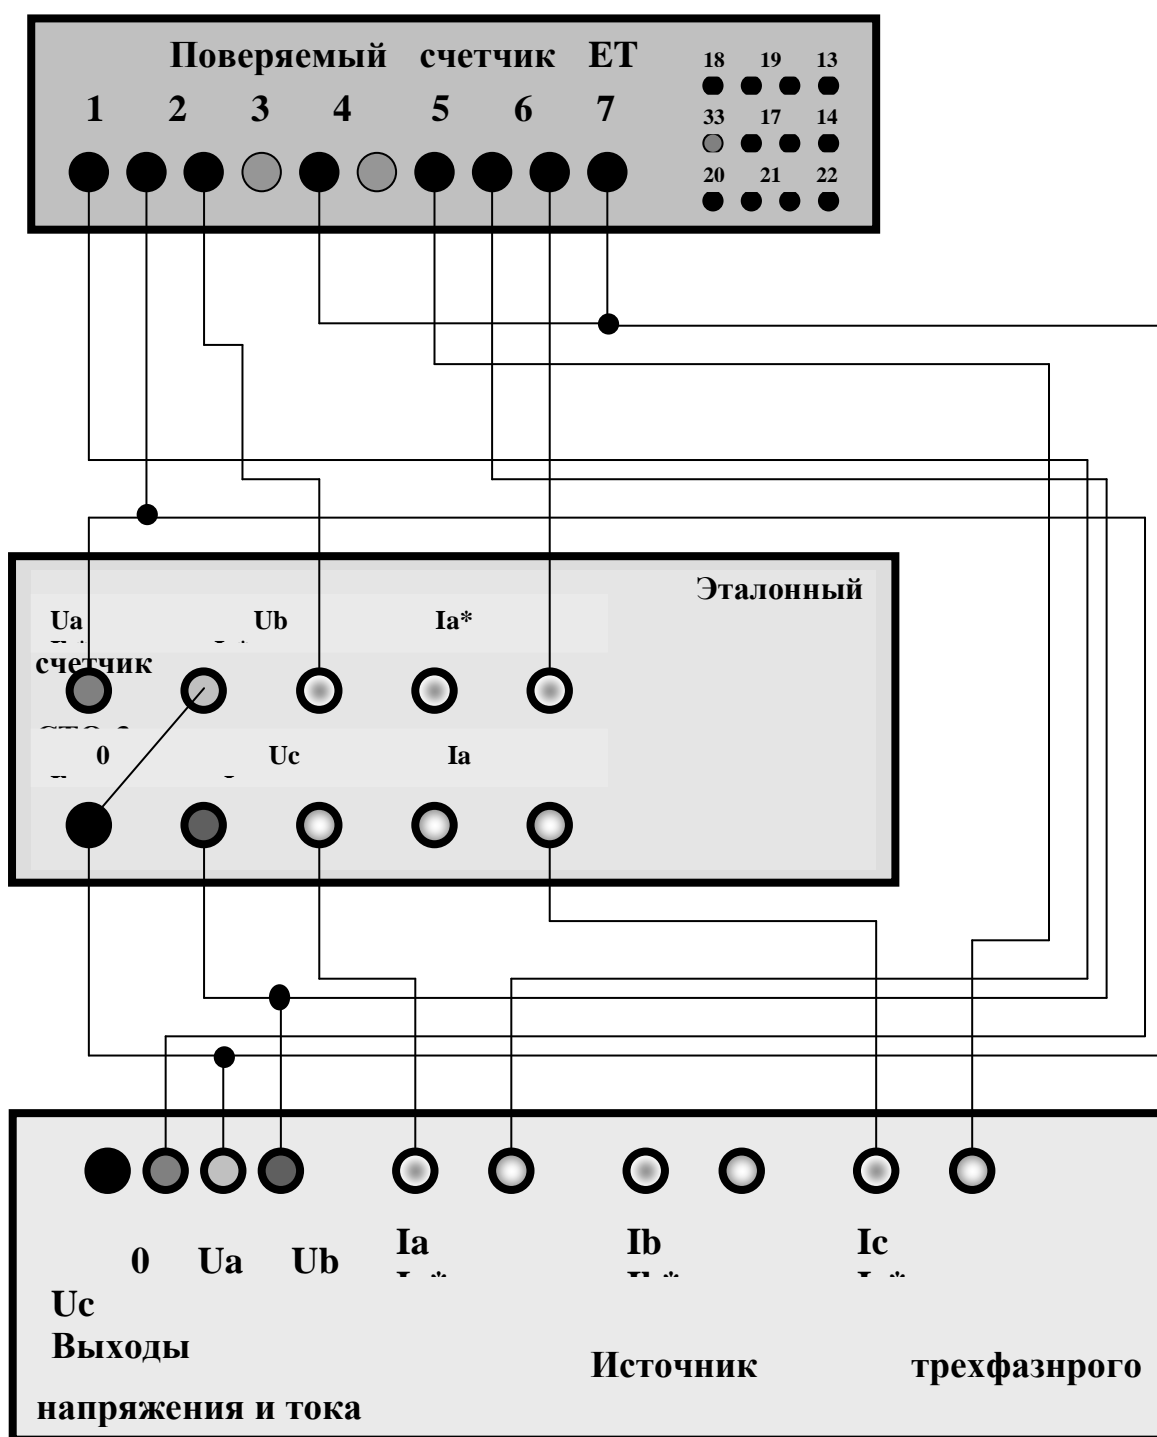 Поверяемый счетчик ЕТ
18 19 13
1 2 3 4 5 6 7
33 17 14
20 21 22
Эталонный
Ua Ub Ia*
счетчик
0 Uc Ia
Ia Ib Ic
0 Ua Ub
Uc
Выходы
Источник трехфазнрого
напряжения и тока